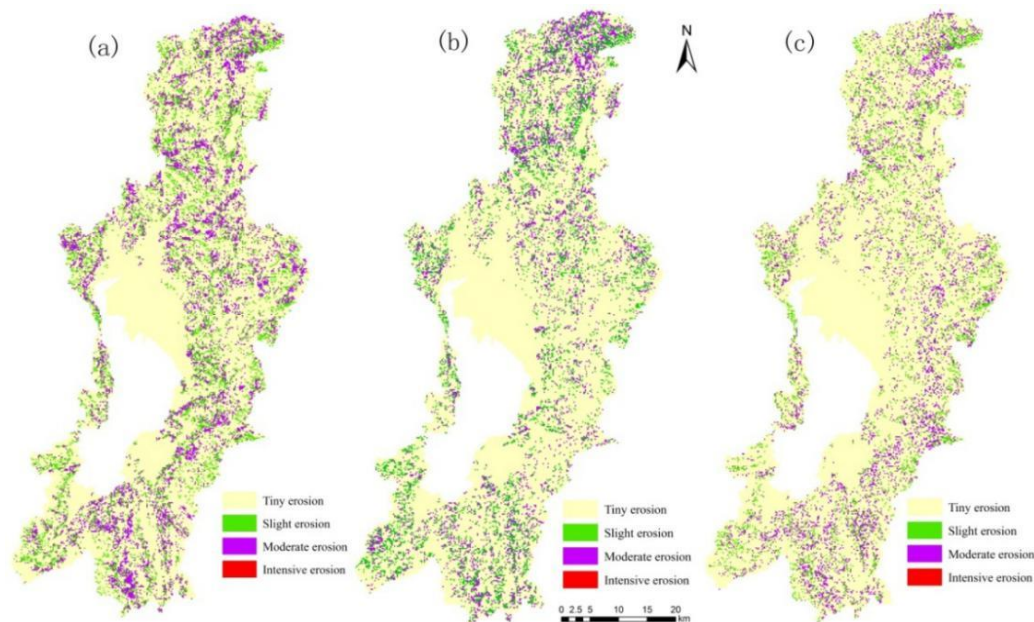 (a)
(b)
(c)
N
Tiny erosion
Slight erosion
Moderate erosion
Intensive erosion
Tiny erosion
Slight erosion
Moderate erosion
Intensive erosion
Tiny erosion
Slight erosion
Moderate erosion
Intensive erosion
0 2.5 5 10 15 20
km